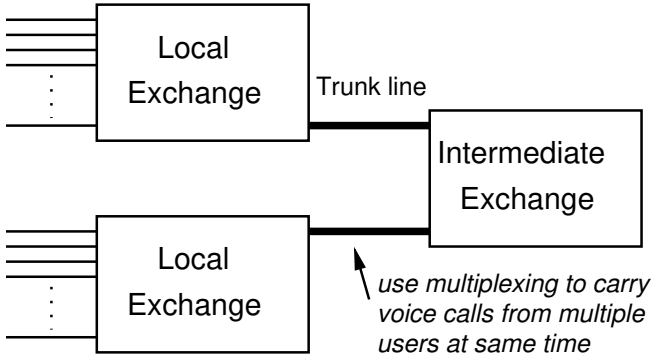 Local
Exchange
Trunk line
Intermediate
Exchange
Local
Exchange
use multiplexing to carry
voice calls from multiple
users at same time